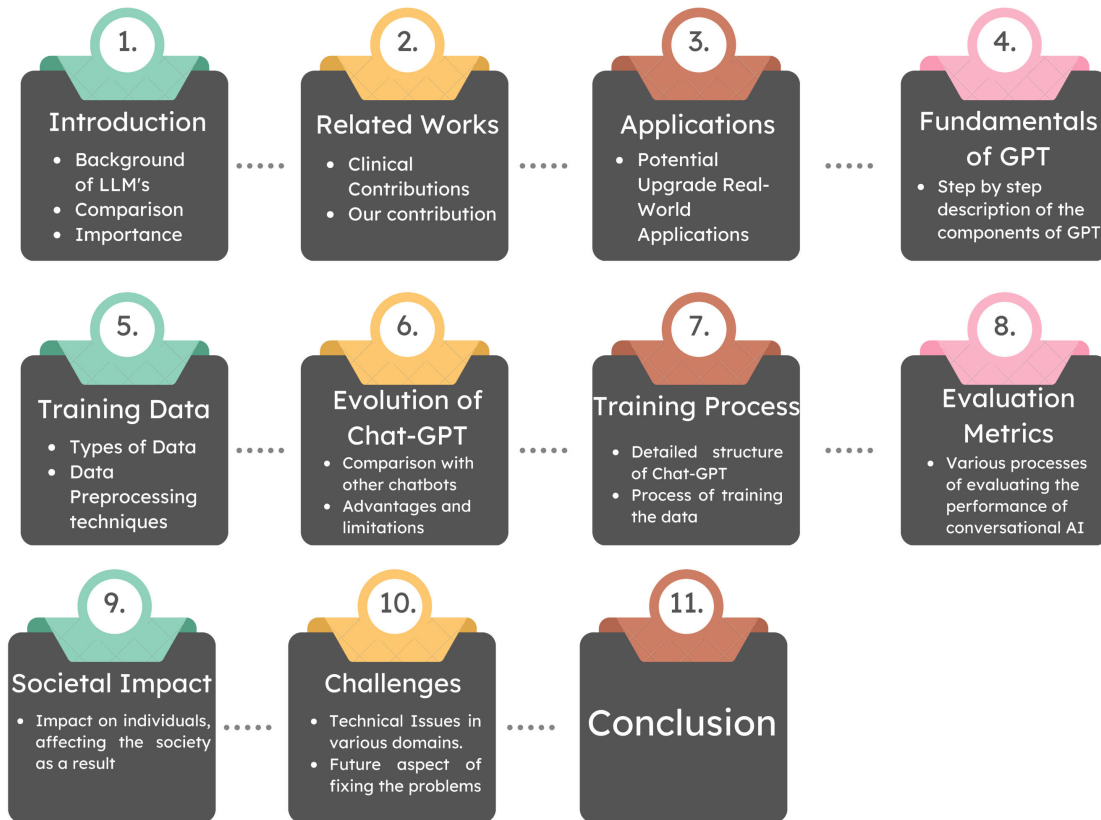 1.
Introduction
• Background
of LLM's
• Comparison
• Importance
2.
Related Works
• Clinical
Contributions
• Our contribution
3.
Applications
• Potential
Upgrade Real-
World
Applications
4.
Fundamentals
of GPT
• Step by step
description of the
components of GPT
5.
Training Data
• Types of Data
• Data
Preprocessing
techniques
6.
Evolution of
Chat-GPT
• Comparison with
other chatbots
• Advantages and
limitations
7.
Training Process
• Detailed structure
of Chat-GPT
• Process of training
the data
8.
Evaluation
Metrics
• Various processes
of evaluating the
performance of
conversational AI
9.
Societal Impact
• Impact on individuals,
affecting the society
as a result
10.
Challenges
• Technical Issues in
various domains.
• Future aspect of
fixing the problems
11.
Conclusion